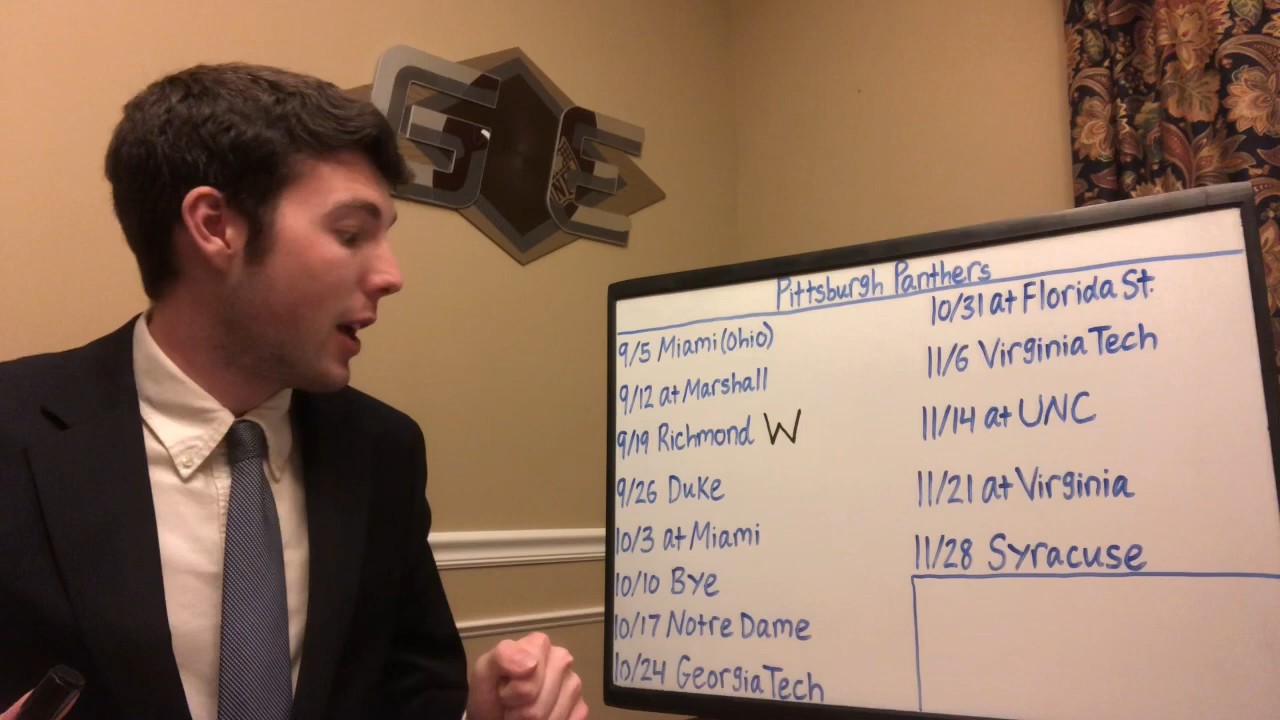 GE
Pittsburgh Panthers
9/5 Miami (Ohio)
9/12 at Marshall
9/19 Richmond W
9/26 Duke
10/3 at Miami
10/10 Bye
10/17 Notre Dame
10/24 Georgia Tech
10/31 at Florida St.
11/6 Virginia Tech
11/14 at UNC
11/21 at Virginia
11/28 Syracuse